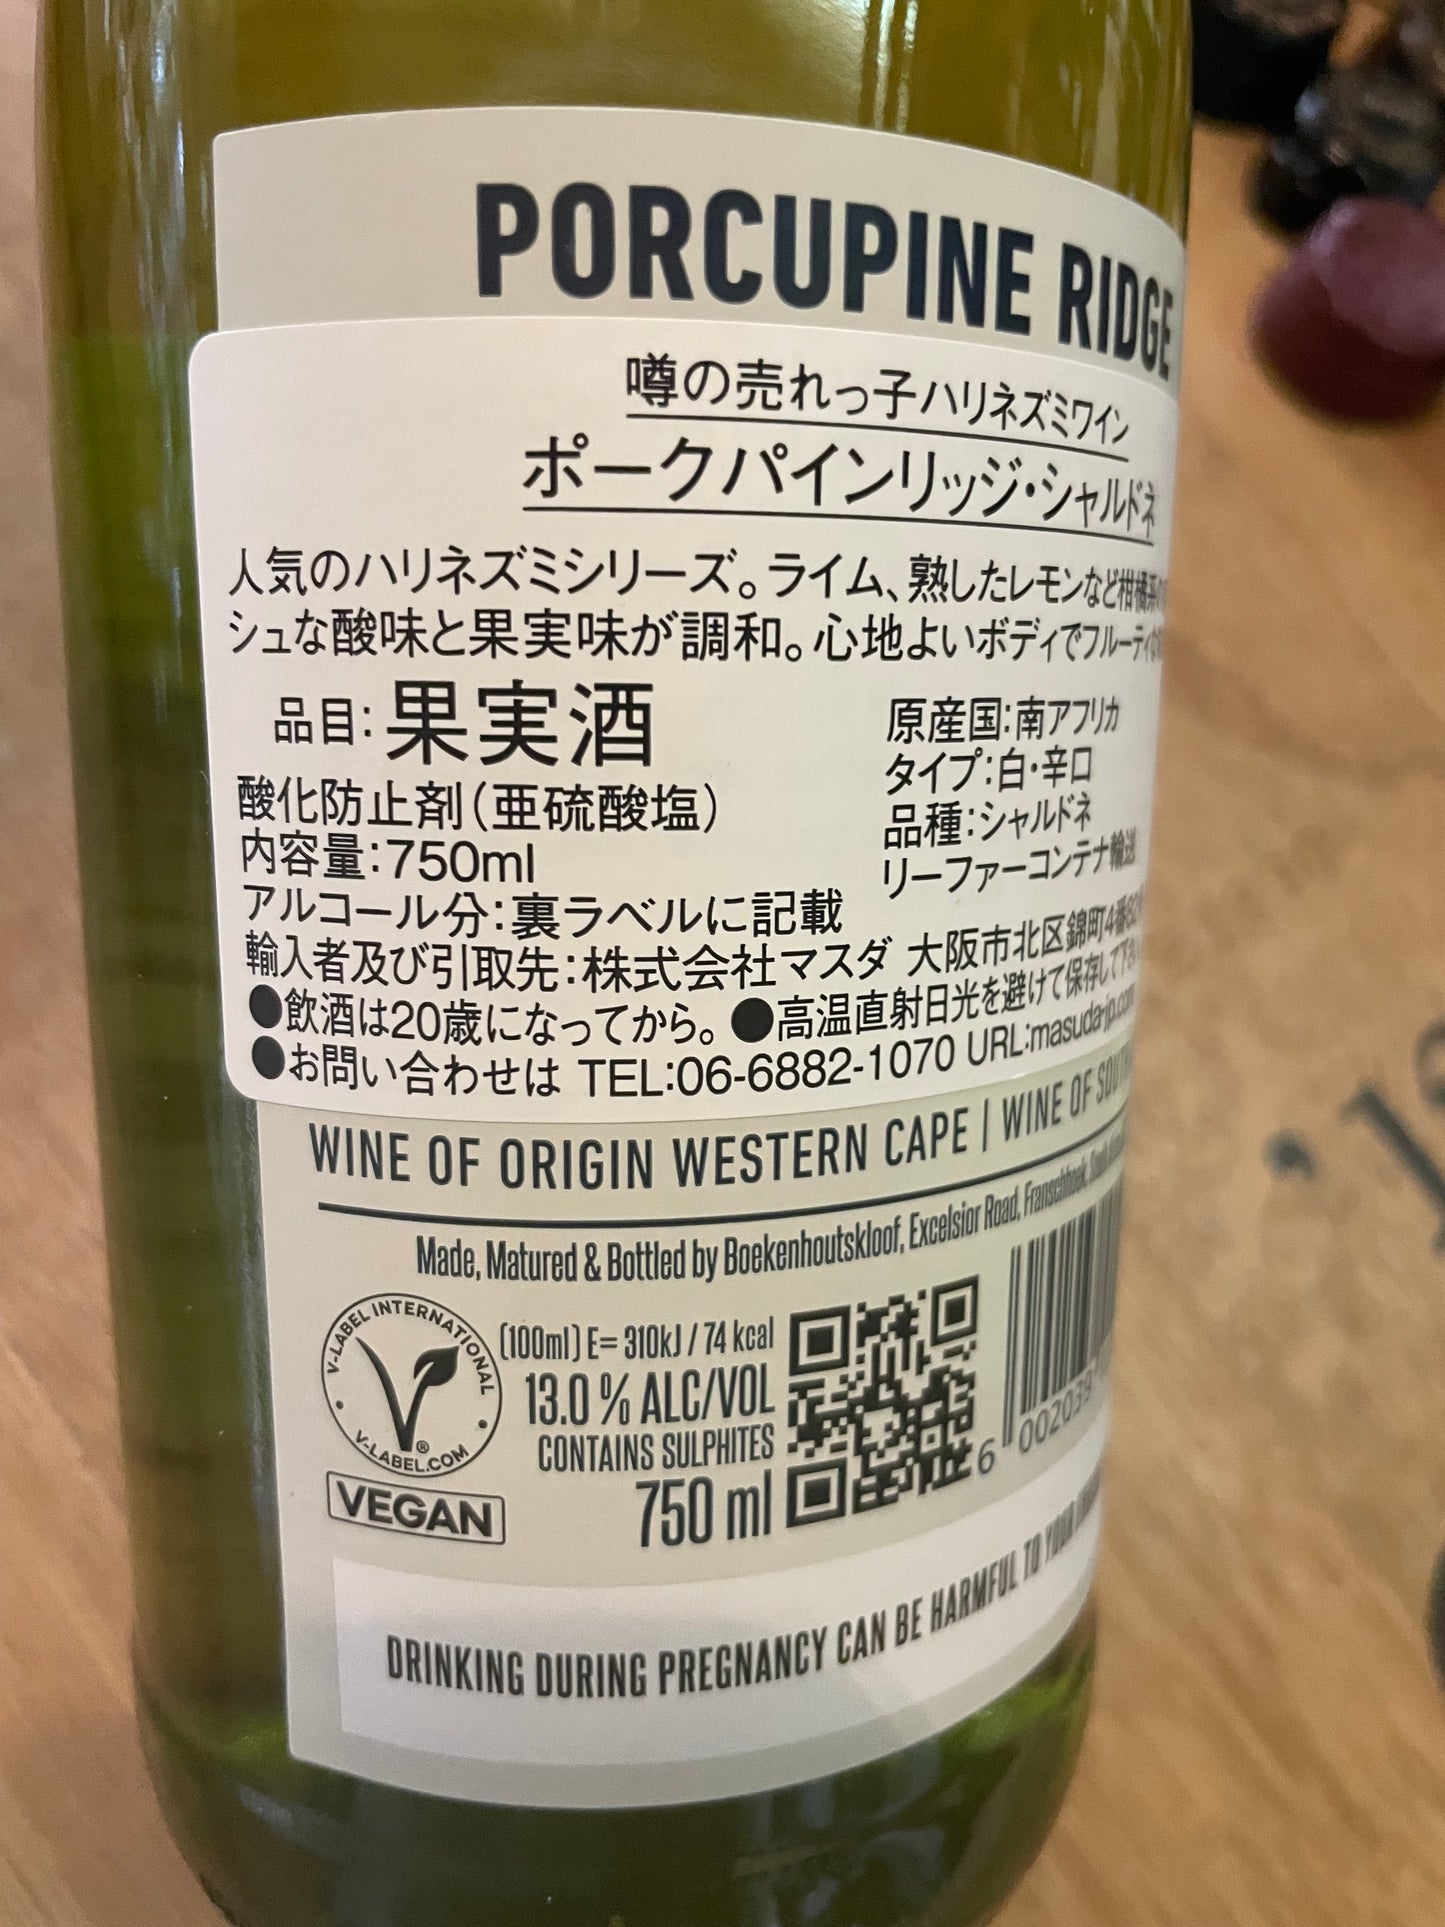 PORCUPINE RIDGE
噂の売れっ子ハリネズミワイン
ポークパインリッジ・シャルドネ
人気のハリネズミシリーズ。ライム、熟したレモンなど柑橘系の
シュな酸味と果実味が調和。心地よいボディでフルーティな
品目：果実酒
酸化防止剤（亜硫酸塩）
内容量：750ml
アルコール分：裏ラベルに記載
原産国：南アフリカ
タイプ：白・辛口
品種：シャルドネ
リーファーコンテナ輸送
輸入者及び引取先：株式会社マスダ 大阪市北区錦町4番82
●飲酒は20歳になってから。●高温直射日光を避けて保存して下さい
●お問い合わせは TEL:06-6882-1070 URL:masuda-jp.com
WINE OF ORIGIN WESTERN CAPE | WINE OF SOUTH
Made, Matured & Bottled by Boekenhoutskloof, Excelsior Road, Franschhoek, South
V-LABEL INTERNATIONAL
V-LABEL.COM
®
VEGAN
(100ml) E= 310kJ / 74 kcal
13.0 % ALC/VOL
CONTAINS SULPHITES
750 ml
6 002039
DRINKING DURING PREGNANCY CAN BE HARMFUL TO YOUR